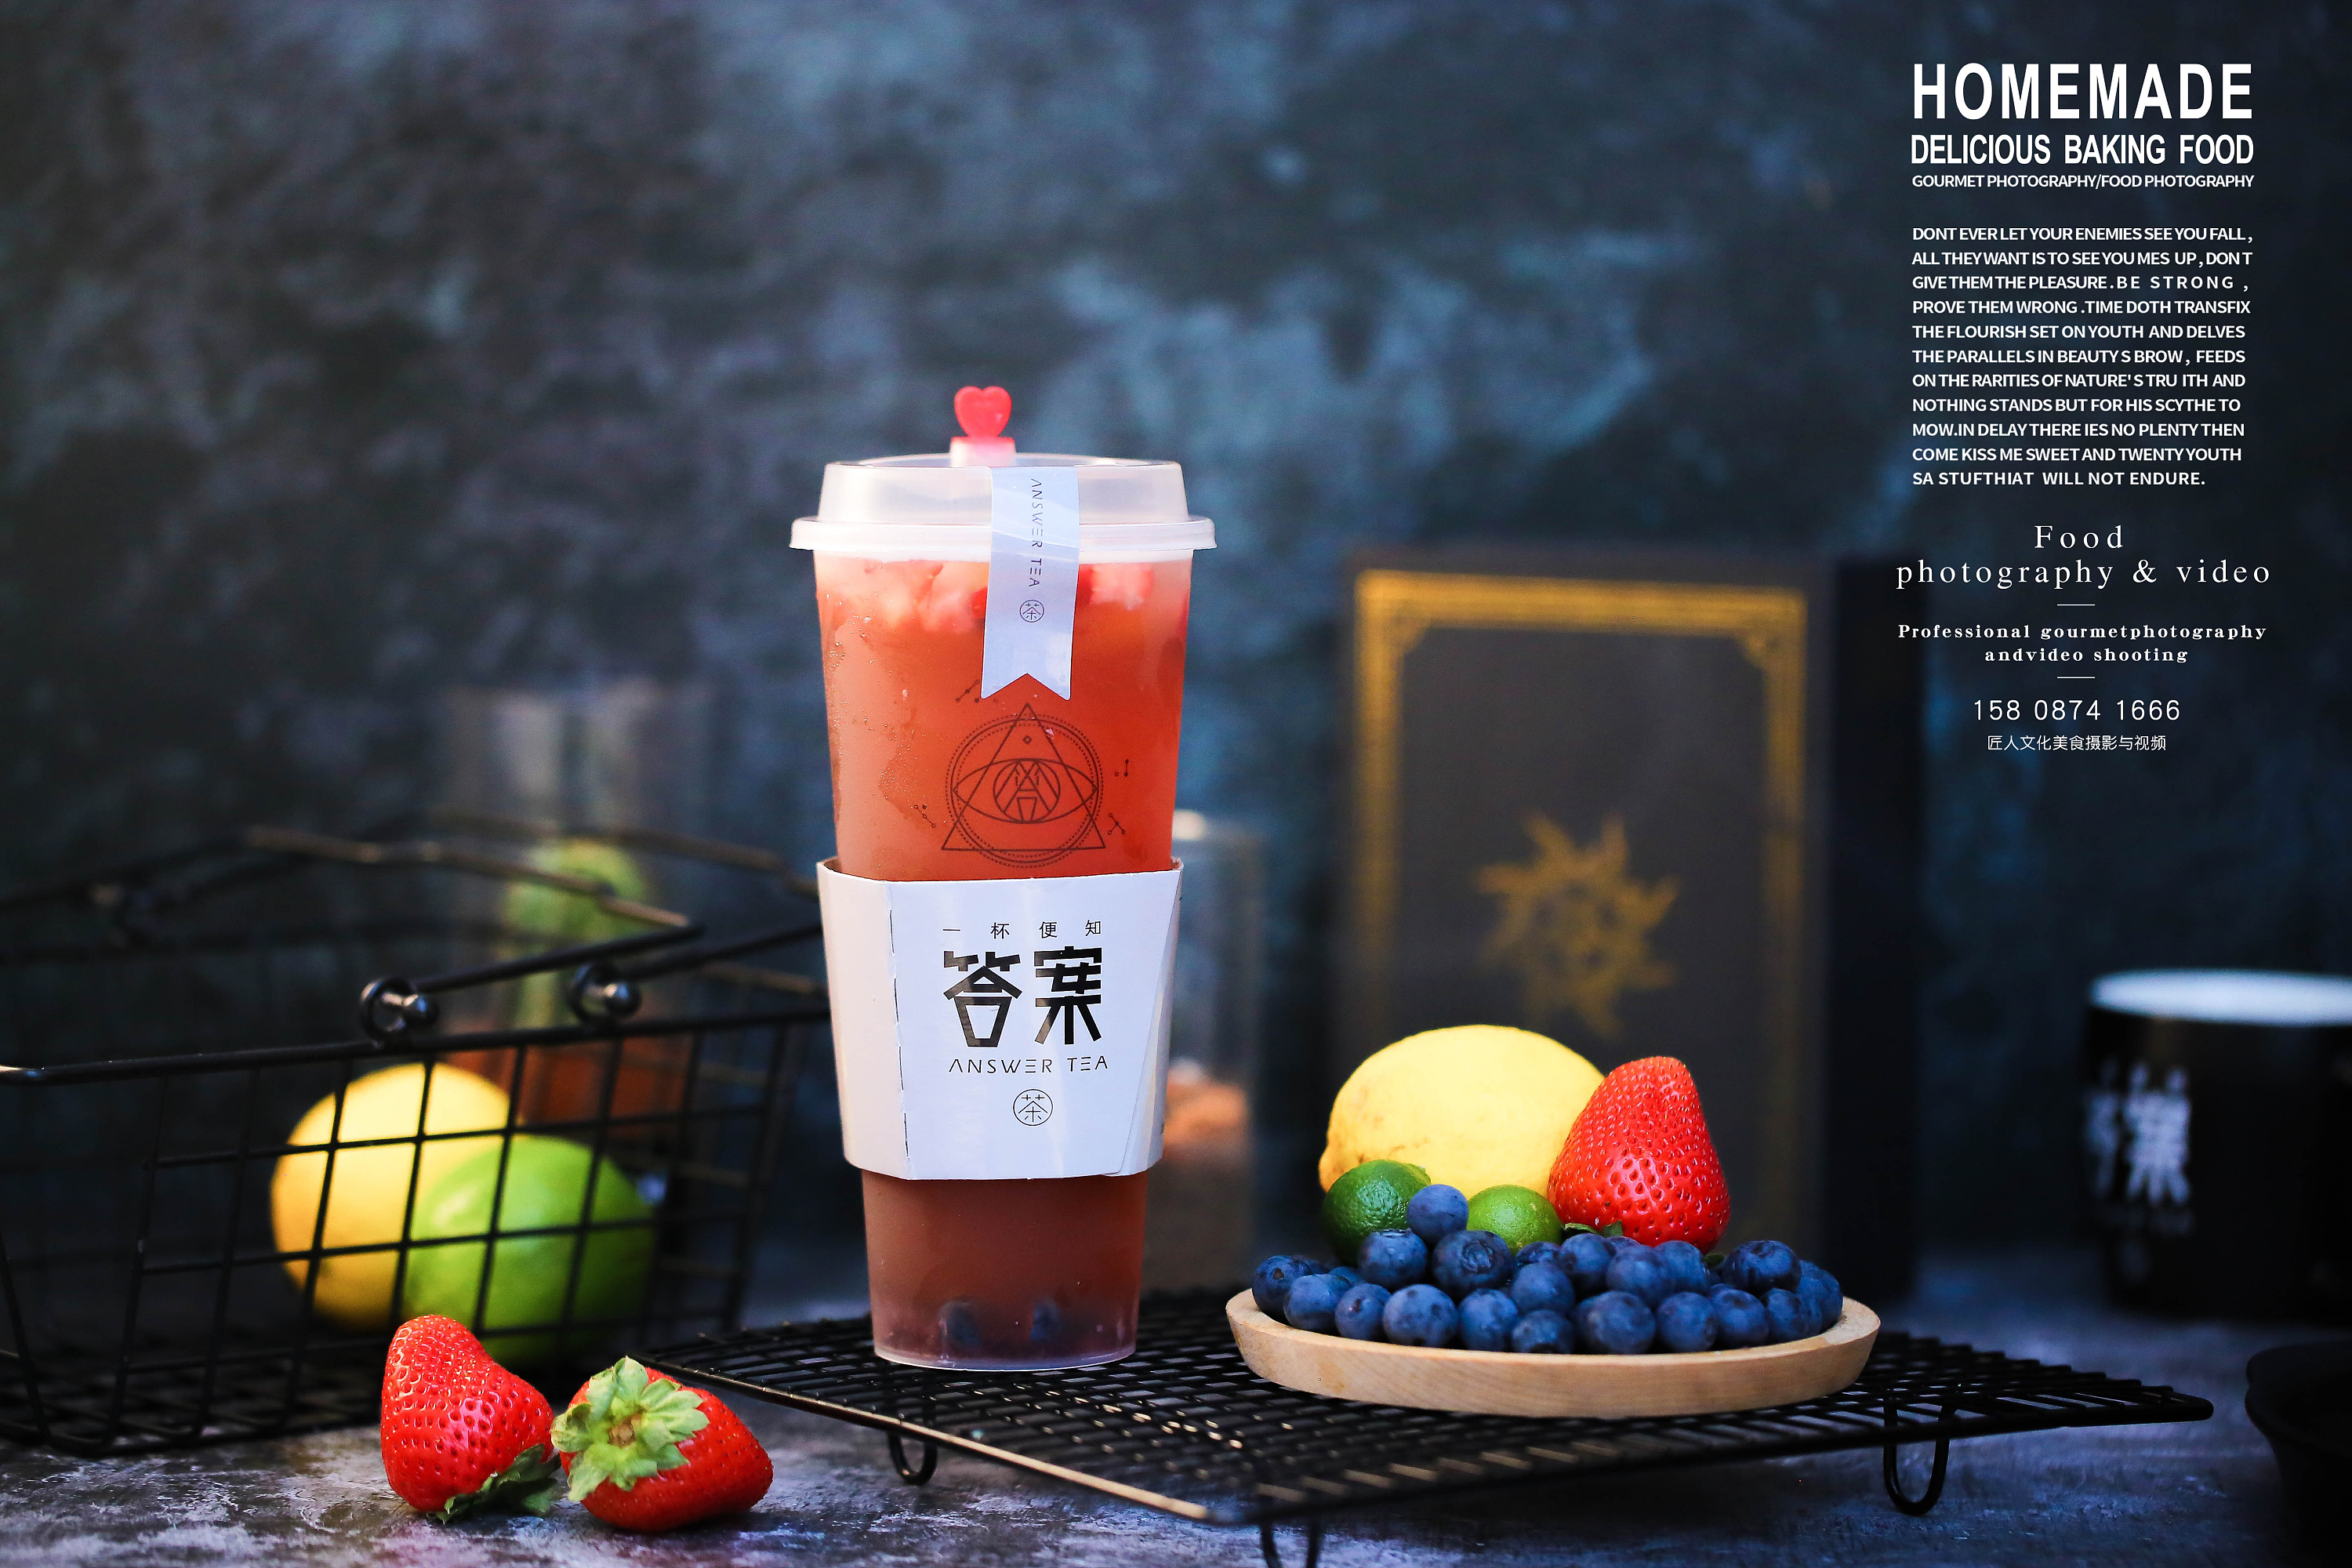 HOMEMADE
DELICIOUS BAKING FOOD
GOURMET PHOTOGRAPHY/FOOD PHOTOGRAPHY
DONT EVER LET YOUR ENEMIES SEE YOU FALL ,
ALL THEY WANT IS TO SEE YOU MES UP , DON T
GIVE THEM THE PLEASURE . BE STRONG ,
PROVE THEM WRONG .TIME DOTH TRANSFIX
THE FLOURISH SET ON YOUTH AND DELVES
THE PARALLELS IN BEAUTY S BROW , FEEDS
ON THE RARITIES OF NATURE' S TRU ITH AND
NOTHING STANDS BUT FOR HIS SCYTHE TO
MOW.IN DELAY THERE IES NO PLENTY THEN
COME KISS ME SWEET AND TWENTY YOUTH
SA STUFTHIAT WILL NOT ENDURE.
Food
photography & video
Professional gourmetphotography
andvideo shooting
158 0874 1666
匠人文化美食摄影与视频
ANSWER TEA
茶
一杯便知
答案
ANSWER TEA
茶